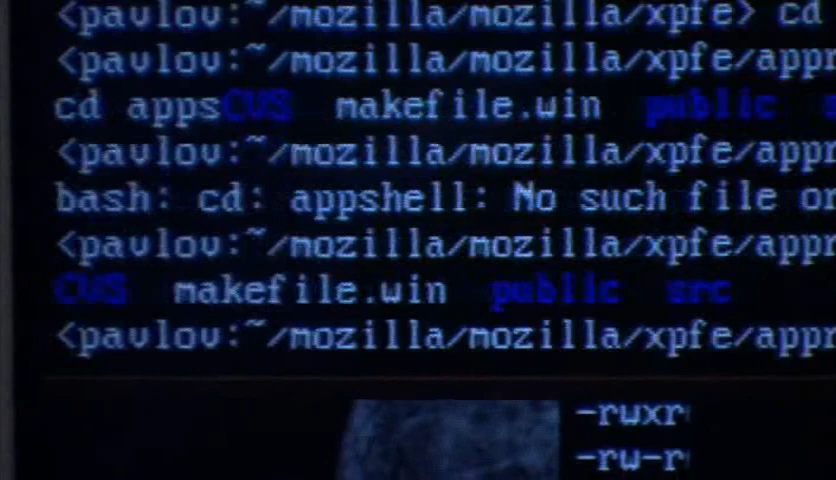 <pavlov:~/mozilla/mozilla/xpfe> cd
<pavlov:~/mozilla/mozilla/xpfe/appr
cd appsCVS  makefile.win  public  s
<pavlov:~/mozilla/mozilla/xpfe/appr
bash: cd: appshell: No such file or
<pavlov:~/mozilla/mozilla/xpfe/appr
CVS  makefile.win  public  src
<pavlov:~/mozilla/mozilla/xpfe/appr
-rwxr
-rw-r